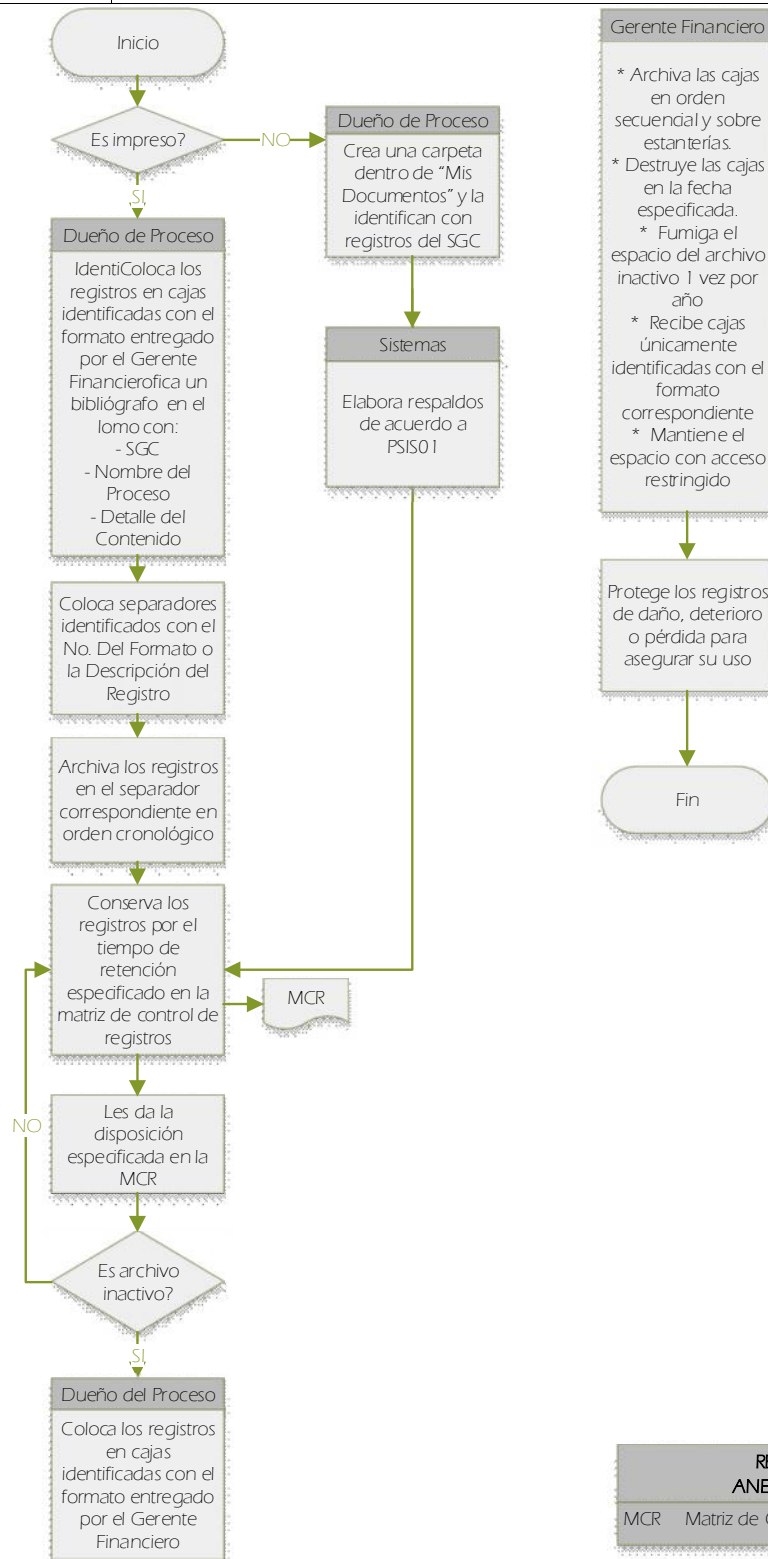 Inicio
Es impreso?
NO
SI
Dueño de Proceso
Crea una carpeta
dentro de “Mis
Documentos” y la
identifican con
registros del SGC
Sistemas
Elabora respaldos
de acuerdo a
PSIS01
Dueño de Proceso
IdentiColoca los
registros en cajas
identificadas con el
formato entregado
por el Gerente
Financierofica un
bibliógrafo en el
lomo con:
- SGC
- Nombre del
Proceso
- Detalle del
Contenido
Coloca separadores
identificados con el
No. Del Formato o
la Descripción del
Registro
Archiva los registros
en el separador
correspondiente en
orden cronológico
Conserva los
registros por el
tiempo de
retención
especificado en la
matriz de control de
registros
MCR
Les da la
disposición
especificada en la
MCR
NO
Es archivo
inactivo?
SI
Dueño del Proceso
Coloca los registros
en cajas
identificadas con el
formato entregado
por el Gerente
Financiero
Gerente Financiero
* Archiva las cajas
en orden
secuencial y sobre
estanterías.
* Destruye las cajas
en la fecha
especificada.
* Fumiga el
espacio del archivo
inactivo 1 vez por
año
* Recibe cajas
únicamente
identificadas con el
formato
correspondiente
* Mantiene el
espacio con acceso
restringido
Protege los registros
de daño, deterioro
o pérdida para
asegurar su uso
Fin
MCR Matriz de